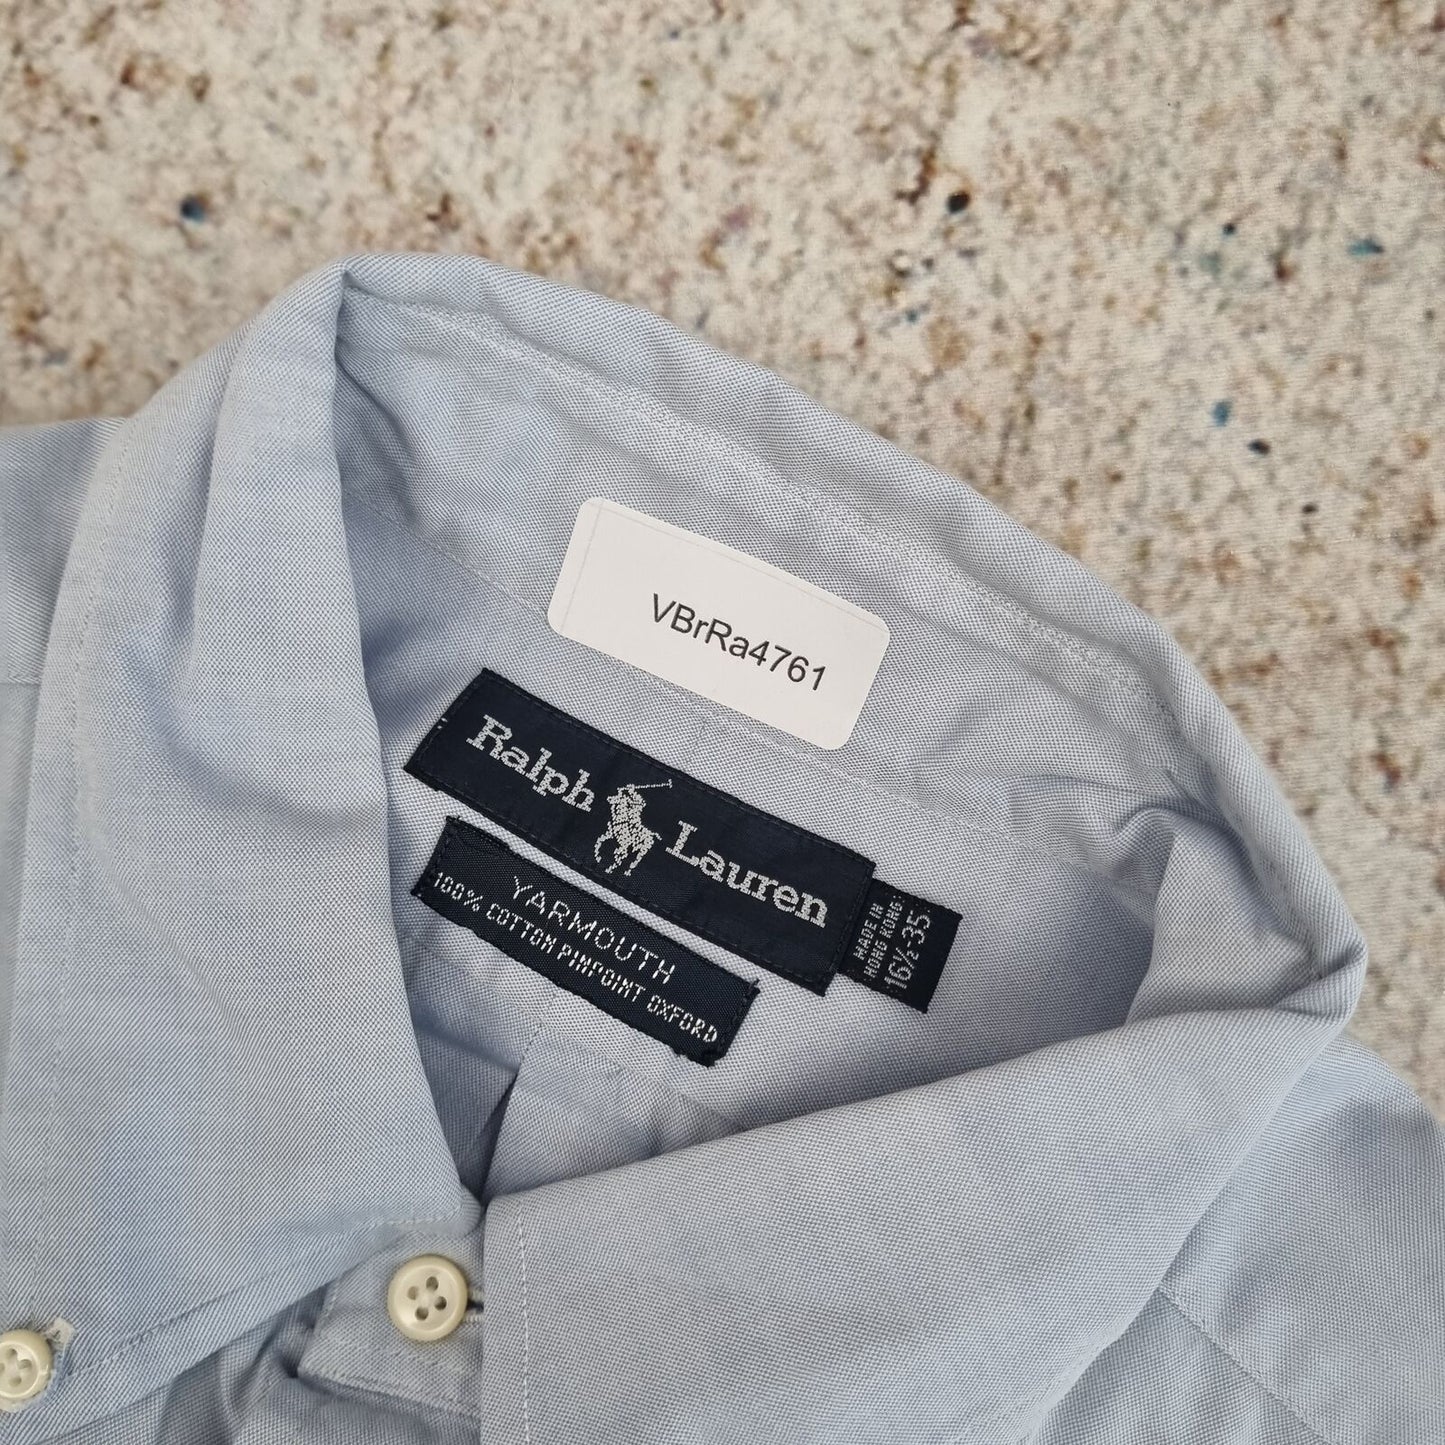 VBrRa4761
Ralph Lauren
MADE IN
HONG KONG
16½-35
YARMOUTH
100% COTTON PINPOINT OXFORD